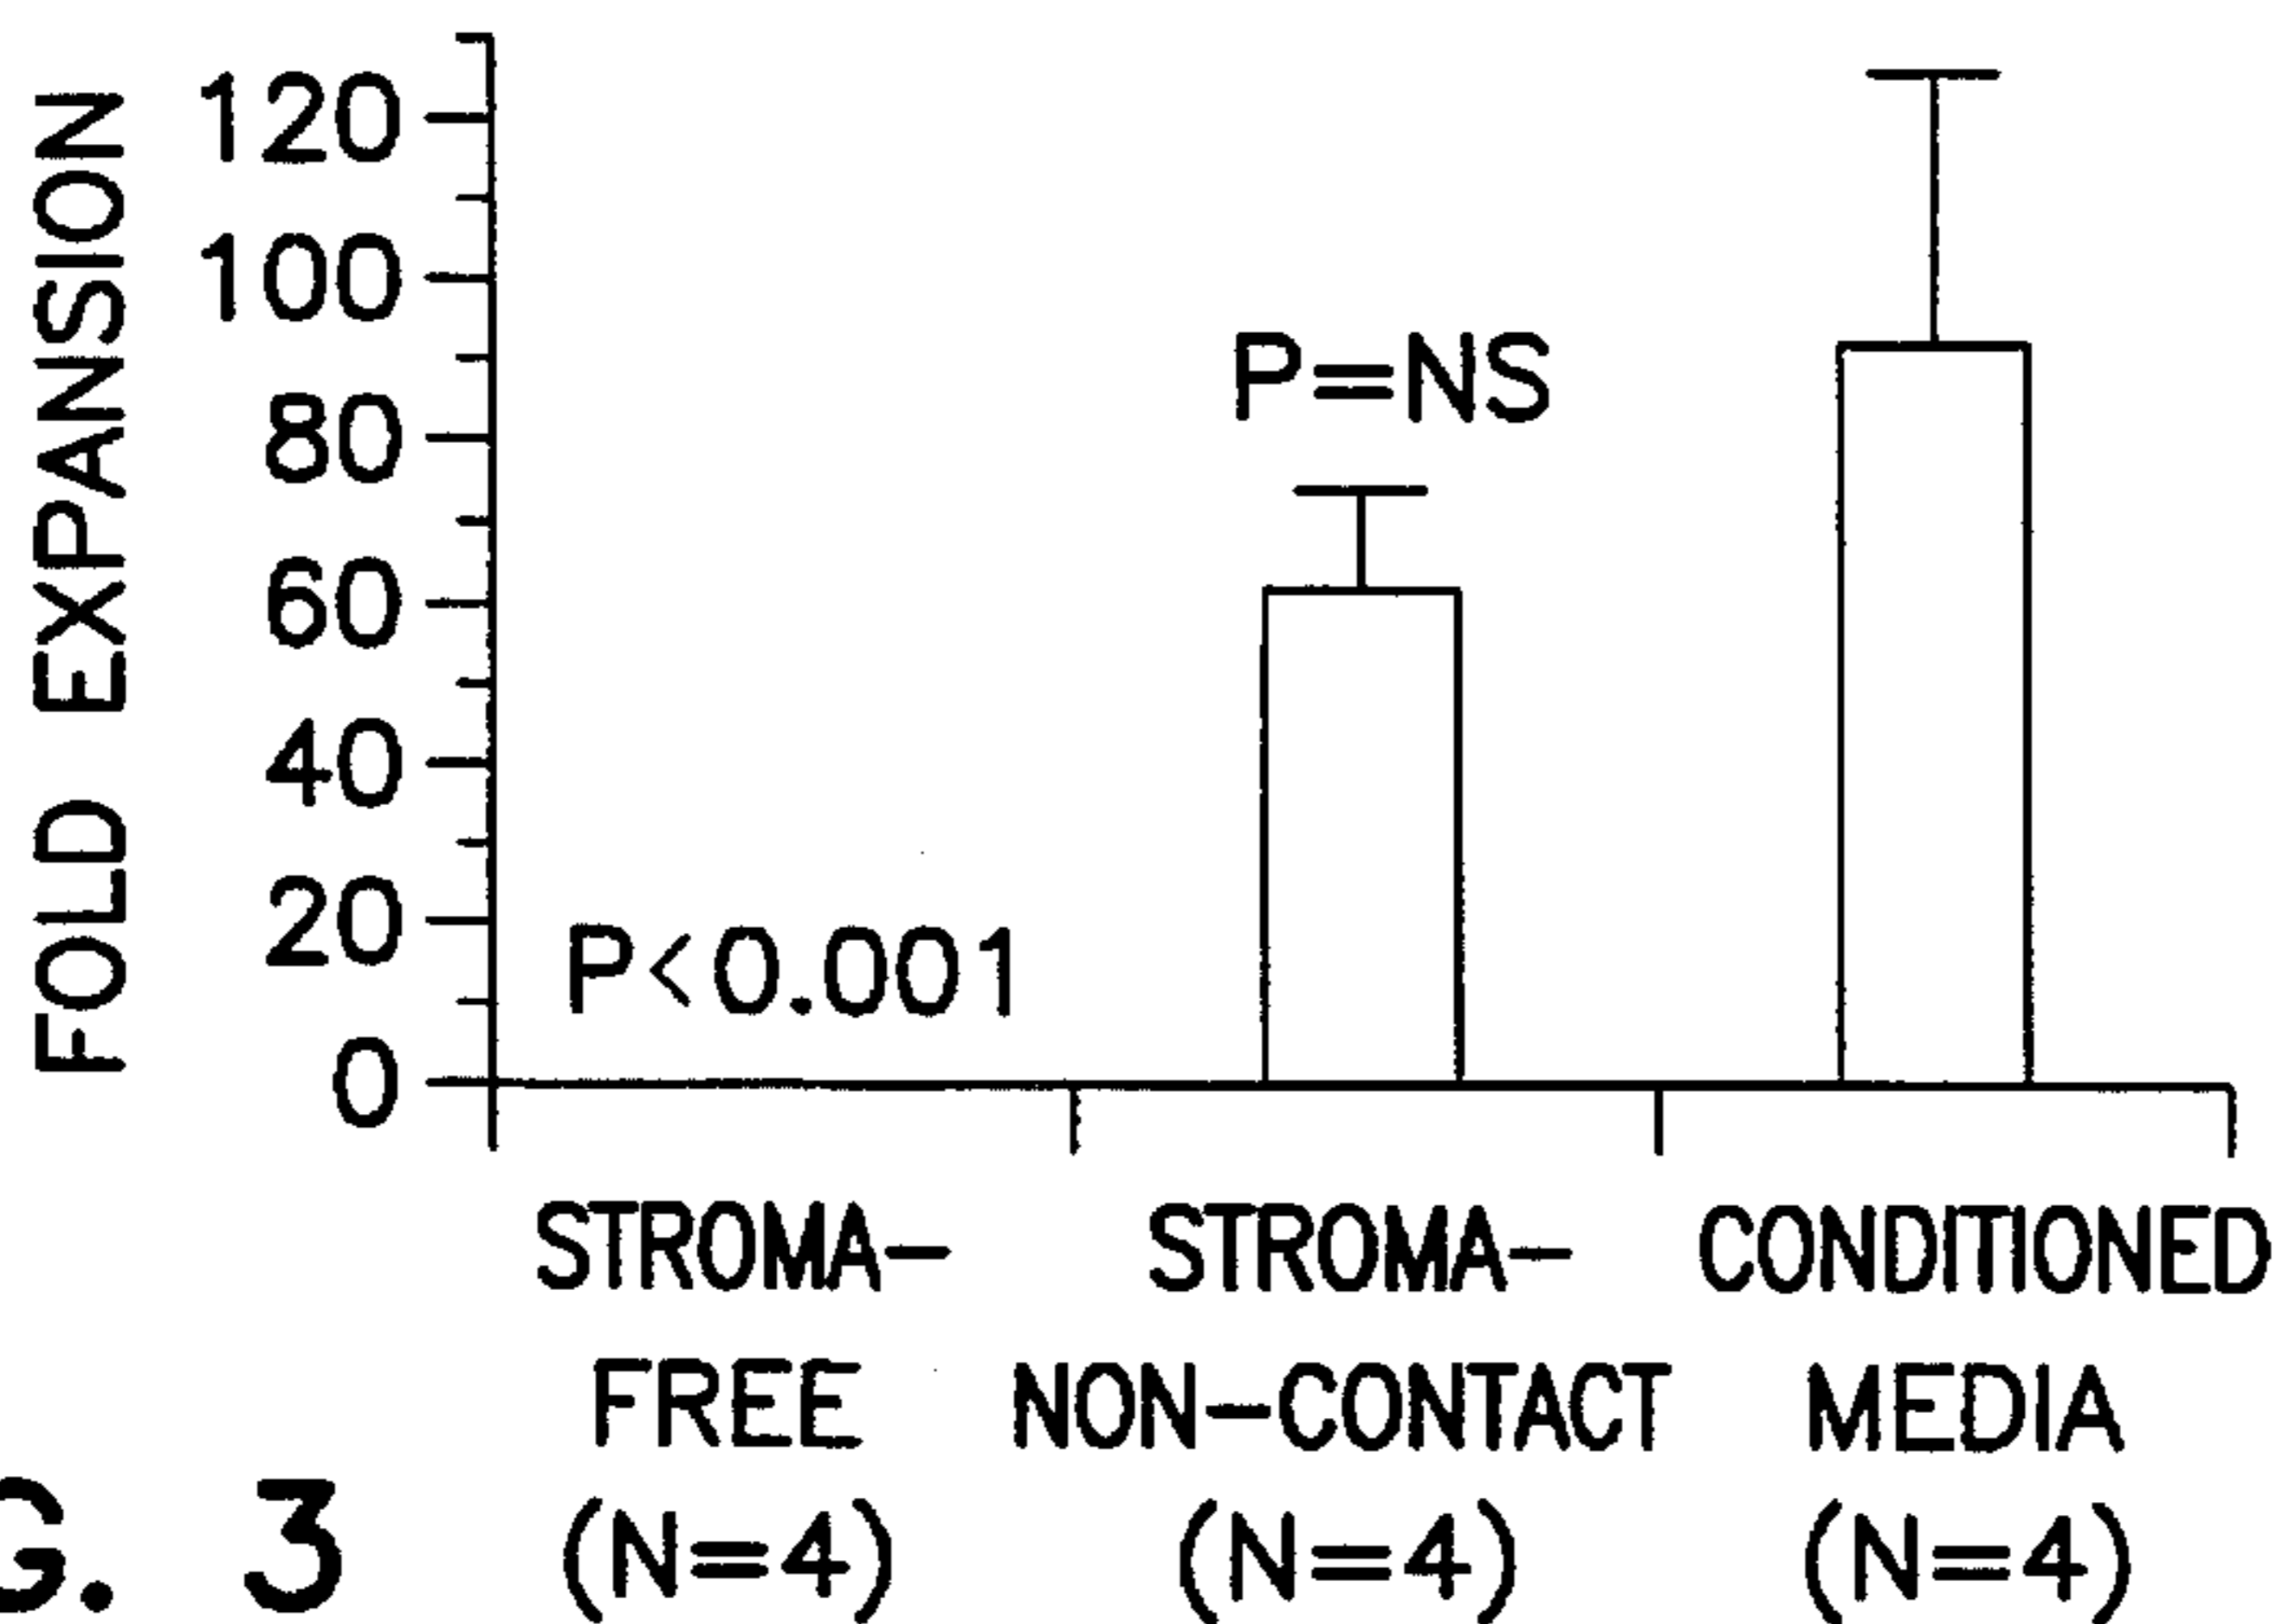 FOLD EXPANSION
120
100
80
60
40
20
0
P=NS
P<0.001
STROMA-
FREE
(N=4)
STROMA-
NON-CONTACT
(N=4)
CONDITIONED
MEDIA
(N=4)
G. 3